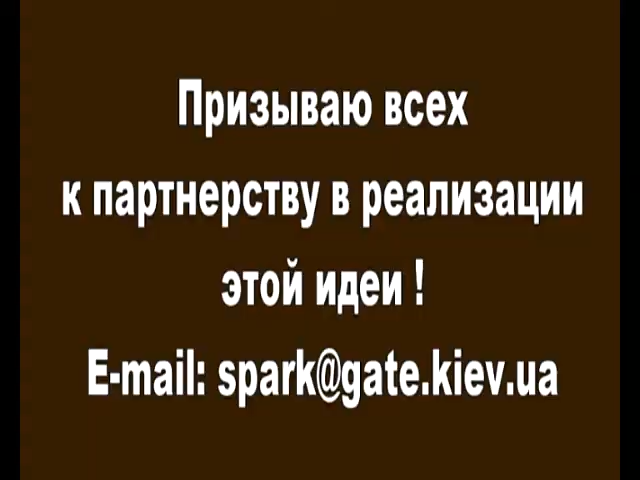 Призываю всех
к партнерству в реализации
этой идеи !
E-mail: spark@gate.kiev.ua